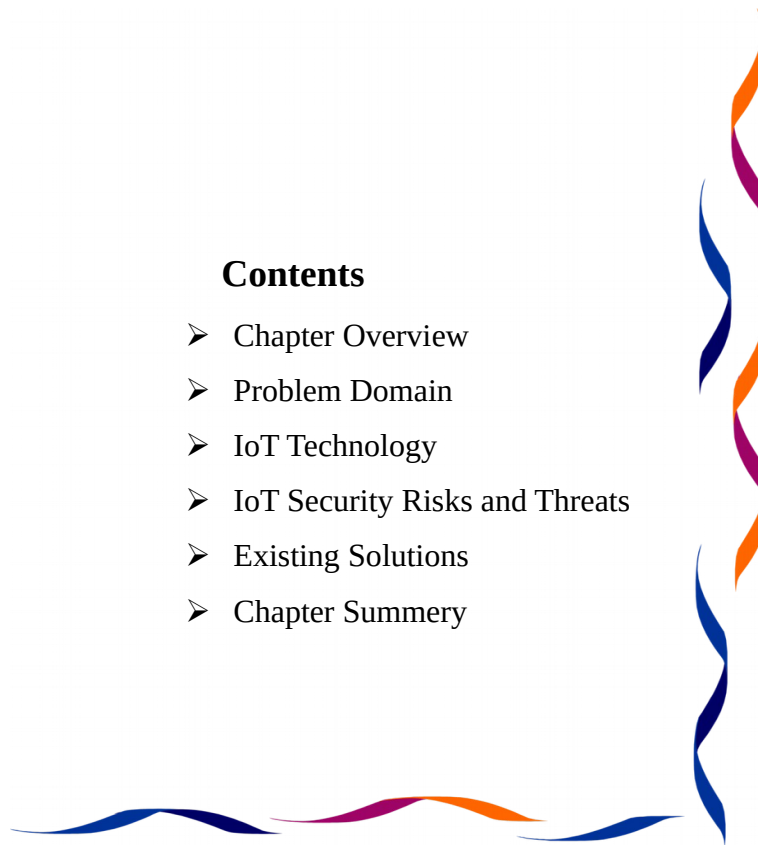 Contents
➢ Chapter Overview
➢ Problem Domain
➢ IoT Technology
➢ IoT Security Risks and Threats
➢ Existing Solutions
➢ Chapter Summery